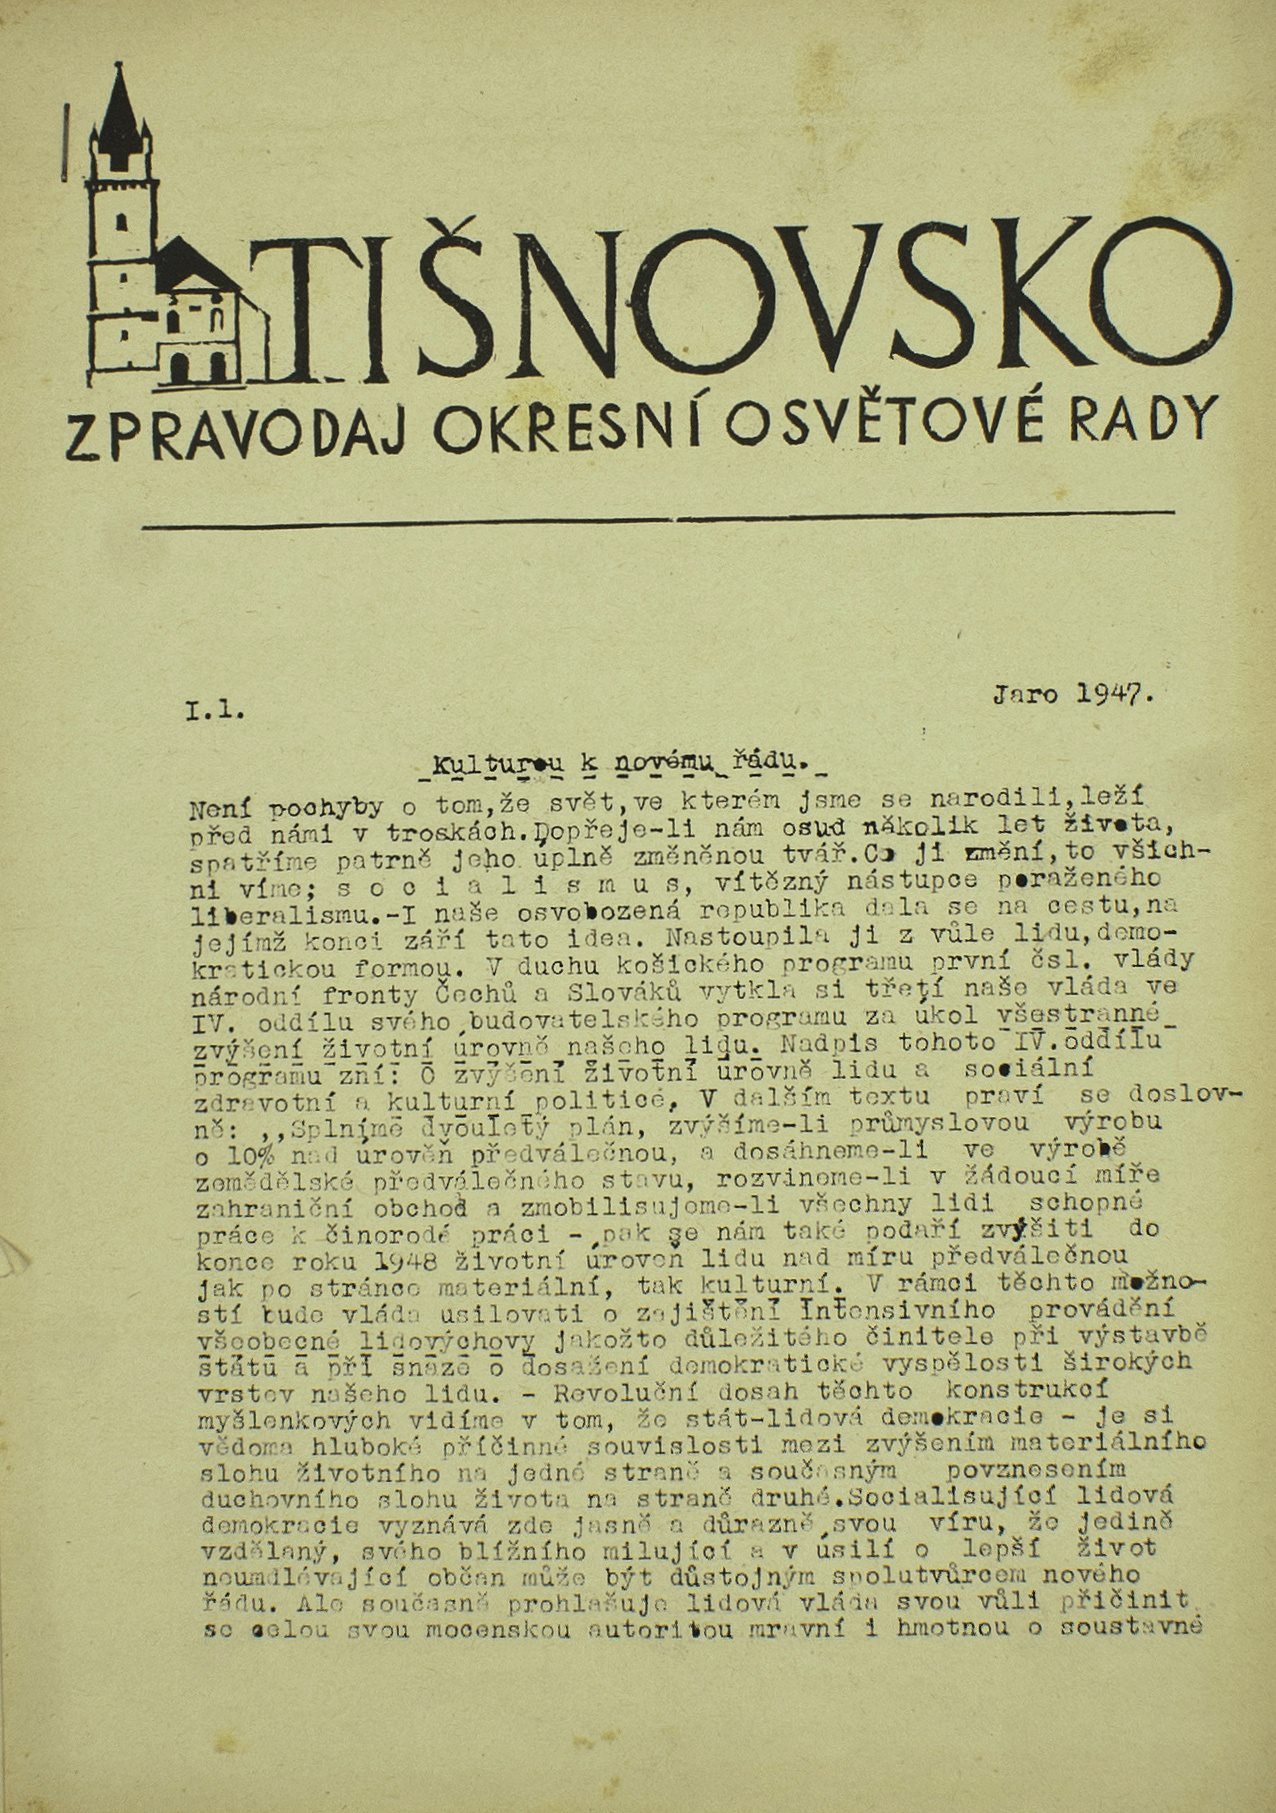 TIŠNOVSKO
ZPRAVODAJ OKRESNÍ OSVĚTOVÉ RADY
I.1.
Jaro 1947.
Kulturou k novému řádu.
Není pochyby o tom,že svět,ve kterém jsme se narodili,leží
před námi v troskách.Dopřeje-li nám osud několik let života,
spatříme patrně jeho úplně změněnou tvář.Co ji změní,to všich-
ni víme; s o c i a l i s m u s, vítězný nástupce poraženého
liberalismu.-I naše osvobozená republika dala se na cestu,na
jejímž konci září tato idea. Nastoupila ji z vůle lidu,demo-
kratickou formou. V duchu košického programu první čsl. vlády
národní fronty Čechů a Slováků vytkla si třetí naše vláda ve
IV. oddílu svého budovatelského programu za úkol všestranné
zvýšení životní úrovně našeho lidu. Nadpis tohoto IV.oddílu
programu zní: O zvýšení životní úrovně lidu a sociální
zdravotní a kulturní politice. V dalším textu praví se doslov-
ně: ,,Splníme dvouletý plán, zvýšíme-li průmyslovou výrobu
o 10% nad úrověň předválečnou, a dosáhneme-li ve výrobě
zemědělské předválečného stavu, rozvineme-li v žádoucí míře
zahraniční obchod a zmobilisujeme-li všechny lidi schopné
práce k činorodé práci - pak se nám také podaří zvýšiti do
konce roku 1948 životní úroveň lidu nad míru předválečnou
jak po stránce materiální, tak kulturní. V rámci těchto možno-
stí bude vláda usilovati o zajištění Intensivního provádění
všeobecné lidovýchovy jakožto důležitého činitele při výstavbě
státu a při snaze o dosažení demokratické vyspělosti širokých
vrstev našeho lidu. - Revoluční dosah těchto konstrukcí
myšlenkových vidíme v tom, že stát-lidová demokracie - je si
vědoma hluboké příčinné souvislosti mezi zvýšením materiálního
slohu životního na jedné straně a současným povznesením
duchovního slohu života na straně druhé.Socialisující lidová
demokracie vyznává zde jasně a důrazně svou víru, že jedině
vzdělaný, svého bližního milující a v úsilí o lepší život
neumdlévající občan může být důstojným spolutvůrcem nového
řádu. Ale současně prohlašuje lidová vláda svou vůli přičinit
se celou svou mocenskou autoritou mravní i hmotnou o soustavné